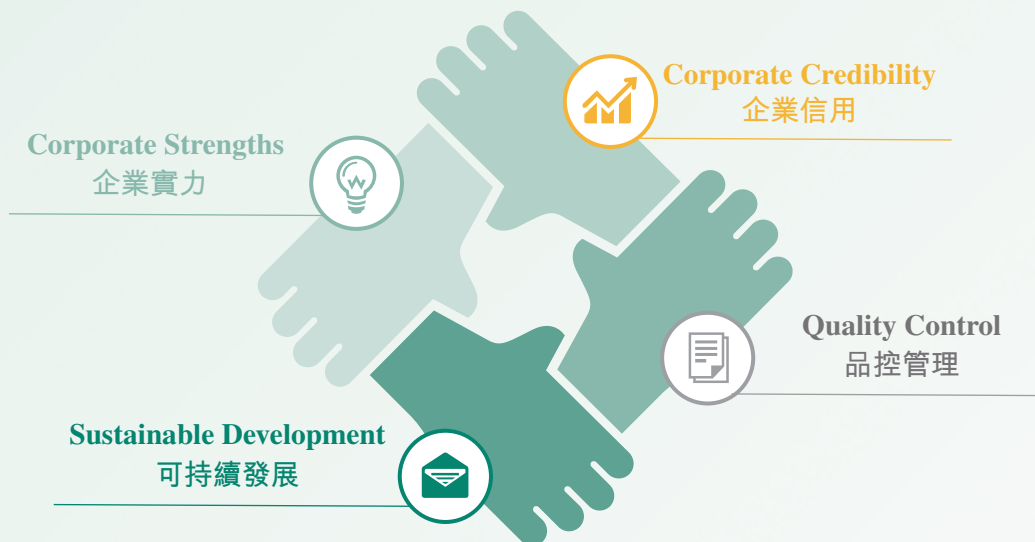 Corporate Credibility
企業信用
Corporate Strengths
企業實力
Quality Control
品控管理
Sustainable Development
可持續發展